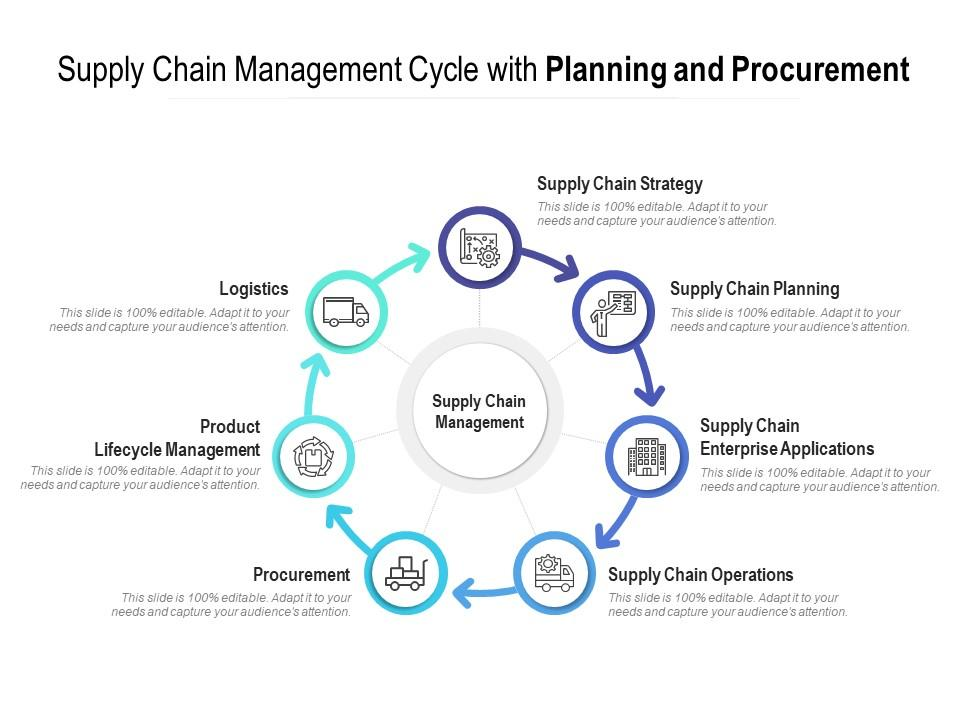 Supply Chain Management Cycle with Planning and Procurement
Supply Chain Strategy
This slide is 100% editable. Adapt it to your
needs and capture your audience's attention.
Supply Chain Planning
This slide is 100% editable. Adapt it to your
needs and capture your audience's attention.
Supply Chain
Enterprise Applications
This slide is 100% editable. Adapt it to your
needs and capture your audience's attention.
Supply Chain Operations
This slide is 100% editable. Adapt it to your
needs and capture your audience's attention.
Procurement
This slide is 100% editable. Adapt it to your
needs and capture your audience's attention.
Product
Lifecycle Management
This slide is 100% editable. Adapt it to your
needs and capture your audience's attention.
Logistics
This slide is 100% editable. Adapt it to your
needs and capture your audience's attention.
Supply Chain
Management